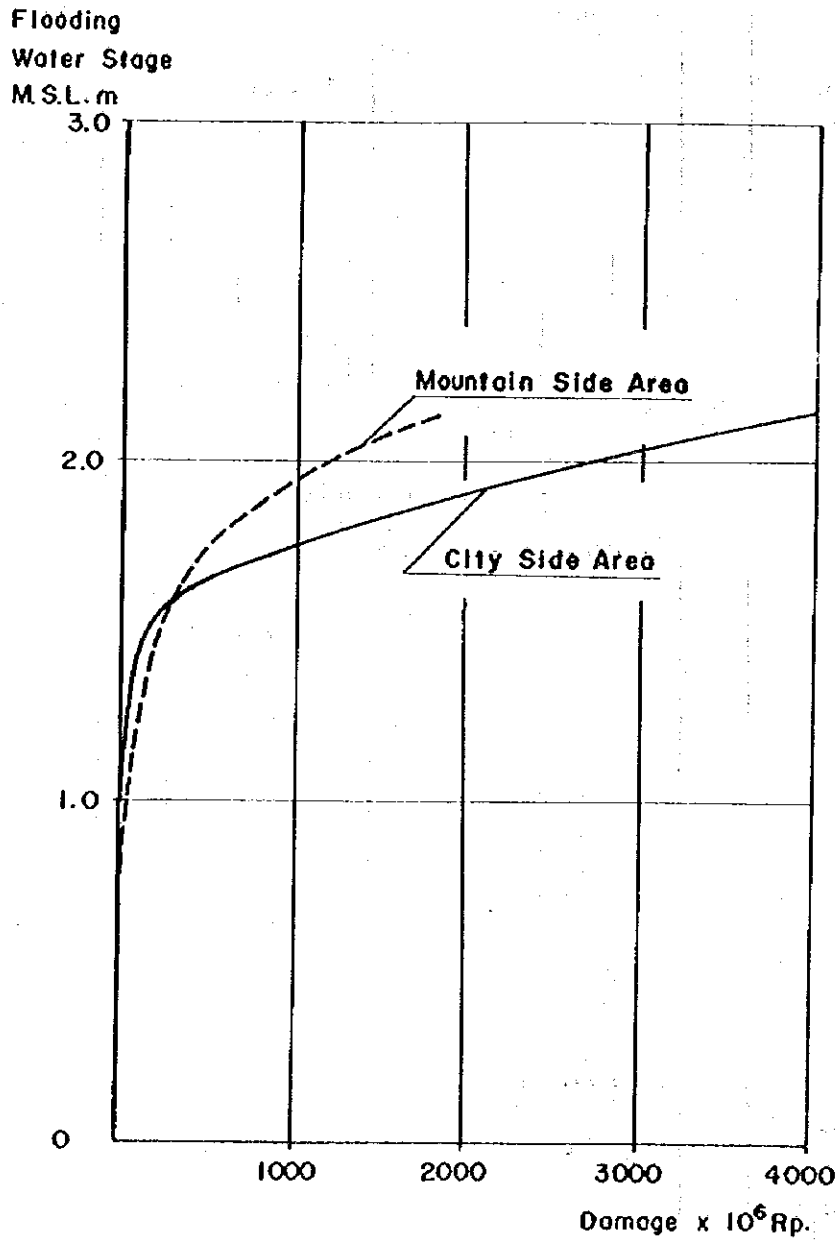 Flooding
Water Stage
M.S.L. m
3.0
Mountain Side Area
2.0
City Side Area
1.0
0
1000 2000 3000 4000
Damage x 10⁶ Rp.